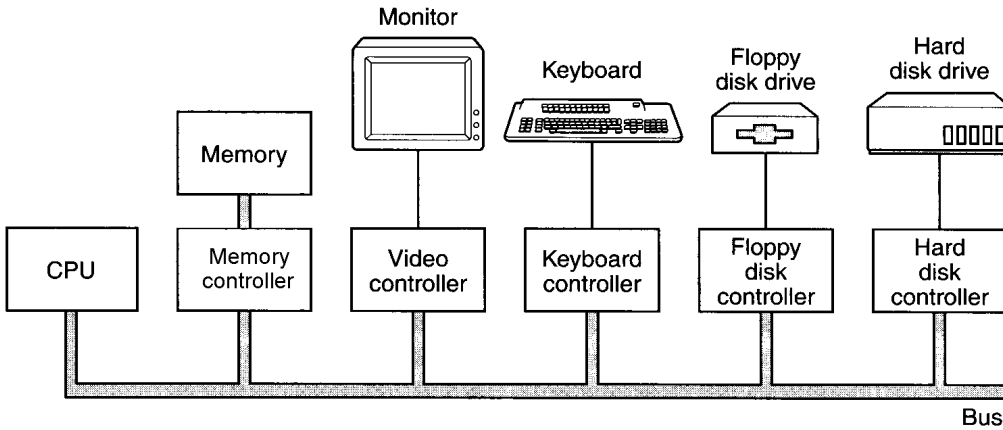 Monitor
Keyboard
Floppy
disk drive
Hard
disk drive
Memory
CPU
Memory
controller
Video
controller
Keyboard
controller
Floppy
disk
controller
Hard
disk
controller
Bus